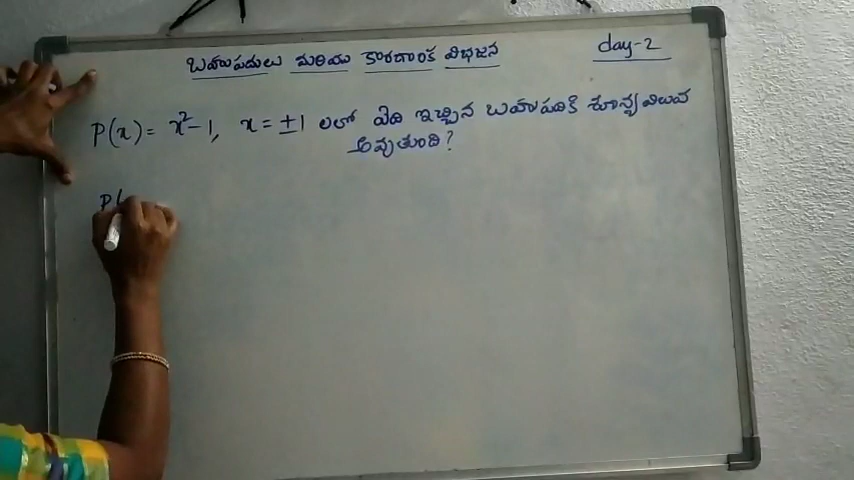 బహుపదులు మరియు కారణాంక విభజన day-2
P(x) = x²-1, x = ±1 లలో ఏది ఇచ్చిన బహుపదికి శూన్య విలువ
అవుతుంది?
P(